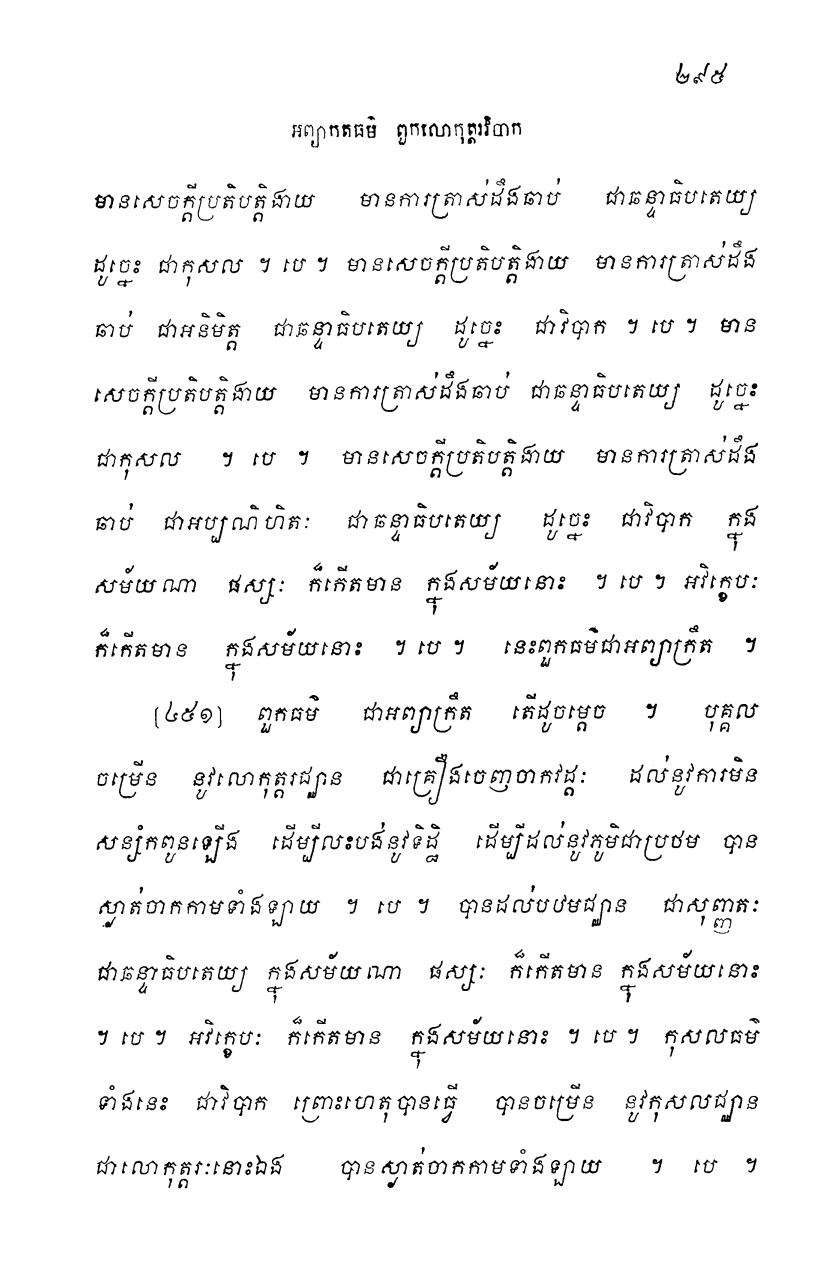 ២៩៥
អព្យាកតធម៌ ពួកលោកុត្តរវិបាក
មានសេចក្តីប្រតិបត្តិងាយ មានការត្រាស់ដឹងឆាប់ ជាឆន្ទាធិបតេយ្យ
ដូច្នេះ ជាកុសល ។ បេ ។ មានសេចក្តីប្រតិបត្តិងាយ មានការត្រាស់ដឹង
ឆាប់ ជាអនិមិត្ត ជាឆន្ទាធិបតេយ្យ ដូច្នេះ ជាវិបាក ។ បេ ។ មាន
សេចក្តីប្រតិបត្តិងាយ មានការត្រាស់ដឹងឆាប់ ជាឆន្ទាធិបតេយ្យ ដូច្នេះ
ជាកុសល ។ បេ ។ មានសេចក្តីប្រតិបត្តិងាយ មានការត្រាស់ដឹង
ឆាប់ ជាអប្បណិហិតៈ ជាឆន្ទាធិបតេយ្យ ដូច្នេះ ជាវិបាក ក្នុង
សម័យណា ផស្សៈ ក៏កើតមាន ក្នុងសម័យនោះ ។ បេ ។ អវិក្ខេបៈ
ក៏កើតមាន ក្នុងសម័យនោះ ។ បេ ។ នេះពួកធម៌ជាអព្យាក្រឹត ។
[៤៥១] ពួកធម៌ ជាអព្យាក្រឹត តើដូចម្តេច ។ បុគ្គល
ចម្រើន នូវលោកុត្តរជ្ឈាន ជាគ្រឿងចេញចាកវដ្តៈ ដល់នូវការមិន
សន្សំកពូនឡើង ដើម្បីលះបង់នូវទិដ្ឋិ ដើម្បីដល់នូវភូមិជាប្រថម បាន
ស្ងាត់ចាកកាមទាំងឡាយ ។ បេ ។ បានដល់បឋមជ្ឈាន ជាសុញ្ញតៈ
ជាឆន្ទាធិបតេយ្យ ក្នុងសម័យណា ផស្សៈ ក៏កើតមាន ក្នុងសម័យនោះ
។ បេ ។ អវិក្ខេបៈ ក៏កើតមាន ក្នុងសម័យនោះ ។ បេ ។ កុសលធម៌
ទាំងនេះ ជាវិបាក ព្រោះហេតុបានធ្វើ បានចម្រើន នូវកុសលជ្ឈាន
ជាលោកុត្តរៈនោះឯង បានស្ងាត់ចាកកាមទាំងឡាយ ។ បេ ។